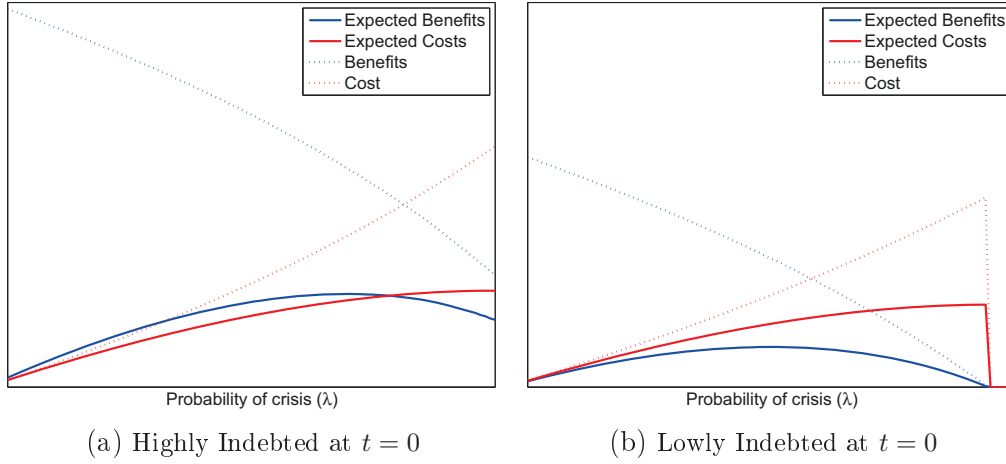 Expected Benefits
Expected Costs
Benefits
Cost
Probability of crisis (λ)
(a) Highly Indebted at t = 0
Expected Benefits
Expected Costs
Benefits
Cost
Probability of crisis (λ)
(b) Lowly Indebted at t = 0